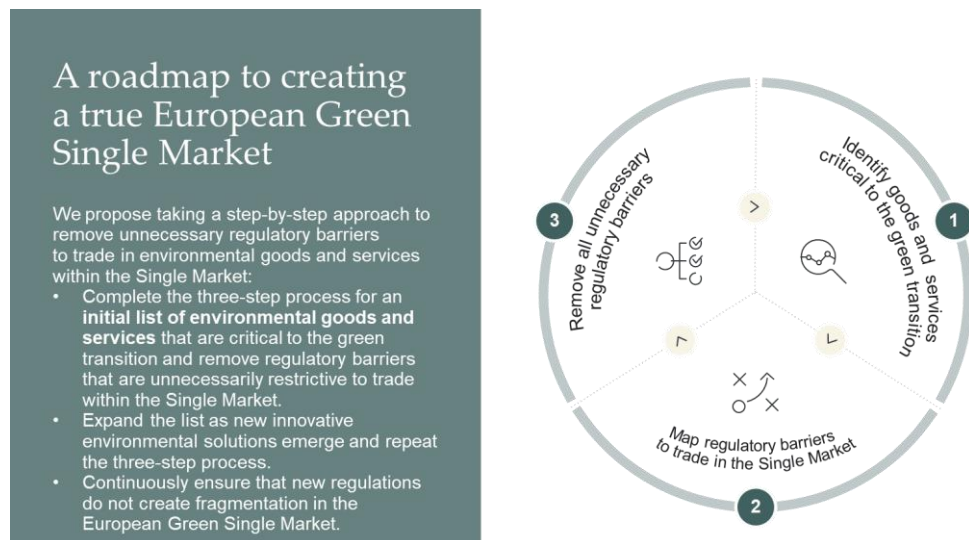 A roadmap to creating
a true European Green
Single Market
We propose taking a step-by-step approach to
remove unnecessary regulatory barriers
to trade in environmental goods and services
within the Single Market:
• Complete the three-step process for an
initial list of environmental goods and
services that are critical to the green
transition and remove regulatory barriers
that are unnecessarily restrictive to trade
within the Single Market.
• Expand the list as new innovative
environmental solutions emerge and repeat
the three-step process.
• Continuously ensure that new regulations
do not create fragmentation in the
European Green Single Market.
1
Identify goods and services
critical to the green transition
2
Map regulatory barriers
to trade in the Single Market
3
Remove all unnecessary
regulatory barriers